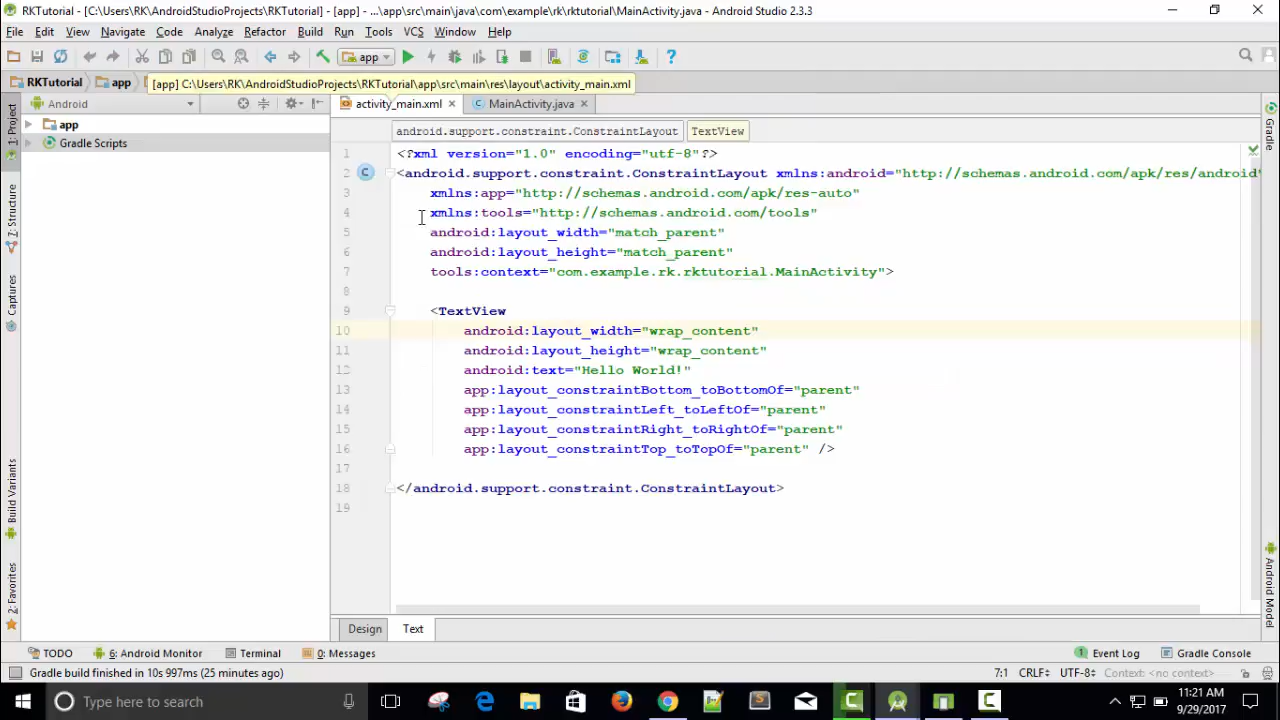 RKTutorial - [C:\Users\RK\AndroidStudioProjects\RKTutorial] - [app] - ...\app\src\main\java\com\example\rk\rktutorial\MainActivity.java - Android Studio 2.3.3
File Edit View Navigate Code Analyze Refactor Build Run Tools VCS Window Help
app
RKTutorial app [app] C:\Users\RK\AndroidStudioProjects\RKTutorial\app\src\main\res\layout\activity_main.xml
Android activity_main.xml MainActivity.java
android.support.constraint.ConstraintLayout TextView
app
Gradle Scripts
1: Project
Z: Structure
Captures
Build Variants
2: Favorites
1 <?xml version="1.0" encoding="utf-8"?>
2 C <android.support.constraint.ConstraintLayout xmlns:android="http://schemas.android.com/apk/res/android"
3 xmlns:app="http://schemas.android.com/apk/res-auto"
4 xmlns:tools="http://schemas.android.com/tools"
5 android:layout_width="match_parent"
6 android:layout_height="match_parent"
7 tools:context="com.example.rk.rktutorial.MainActivity">
8
9 <TextView
10 android:layout_width="wrap_content"
11 android:layout_height="wrap_content"
12 android:text="Hello World!"
13 app:layout_constraintBottom_toBottomOf="parent"
14 app:layout_constraintLeft_toLeftOf="parent"
15 app:layout_constraintRight_toRightOf="parent"
16 app:layout_constraintTop_toTopOf="parent" />
17
18 </android.support.constraint.ConstraintLayout>
19
Gradle
Android Model
Design Text
TODO 6: Android Monitor Terminal 0: Messages 1 Event Log Gradle Console
Gradle build finished in 10s 997ms (25 minutes ago) 7:1 CRLF÷ UTF-8÷ Context: <no context>
Type here to search
11:21 AM
9/29/2017